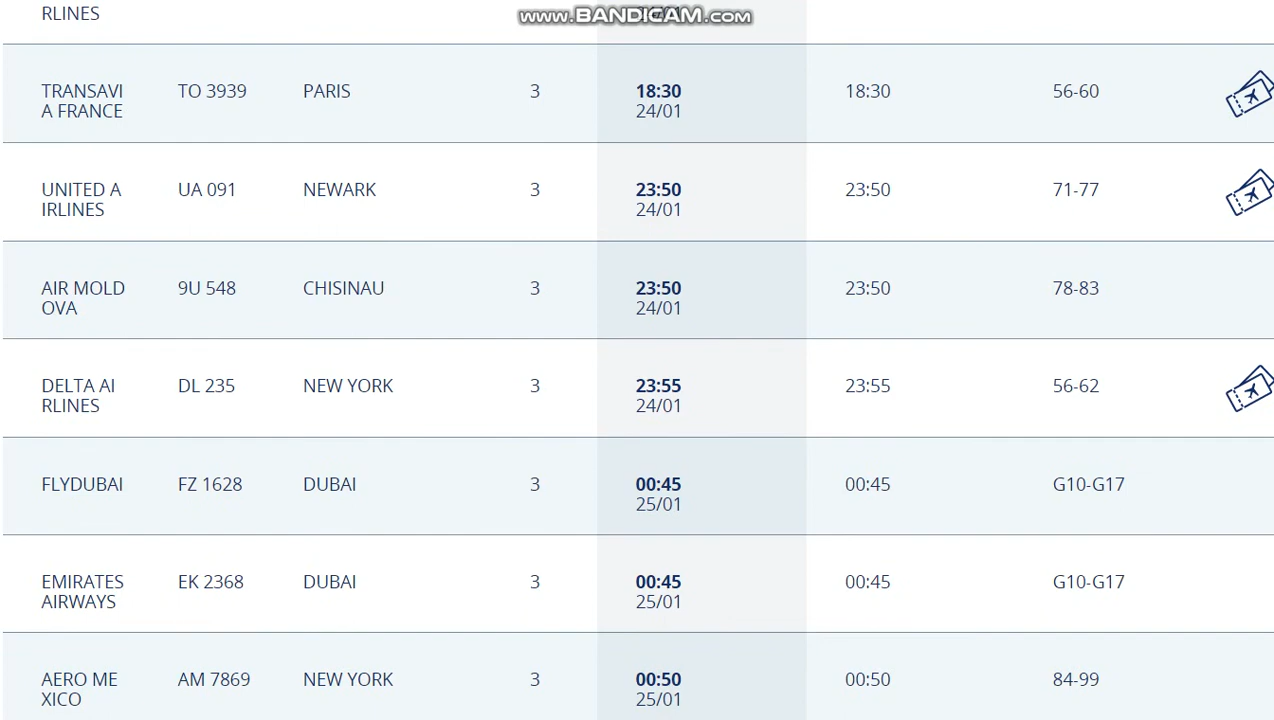 RLINES
www.BANDICAM.com
TRANSAVI TO 3939 PARIS 3 18:30 18:30 56-60
A FRANCE 24/01
UNITED A UA 091 NEWARK 3 23:50 23:50 71-77
IRLINES 24/01
AIR MOLD 9U 548 CHISINAU 3 23:50 23:50 78-83
OVA 24/01
DELTA AI DL 235 NEW YORK 3 23:55 23:55 56-62
RLINES 24/01
FLYDUBAI FZ 1628 DUBAI 3 00:45 00:45 G10-G17
25/01
EMIRATES EK 2368 DUBAI 3 00:45 00:45 G10-G17
AIRWAYS 25/01
AERO ME AM 7869 NEW YORK 3 00:50 00:50 84-99
XICO 25/01